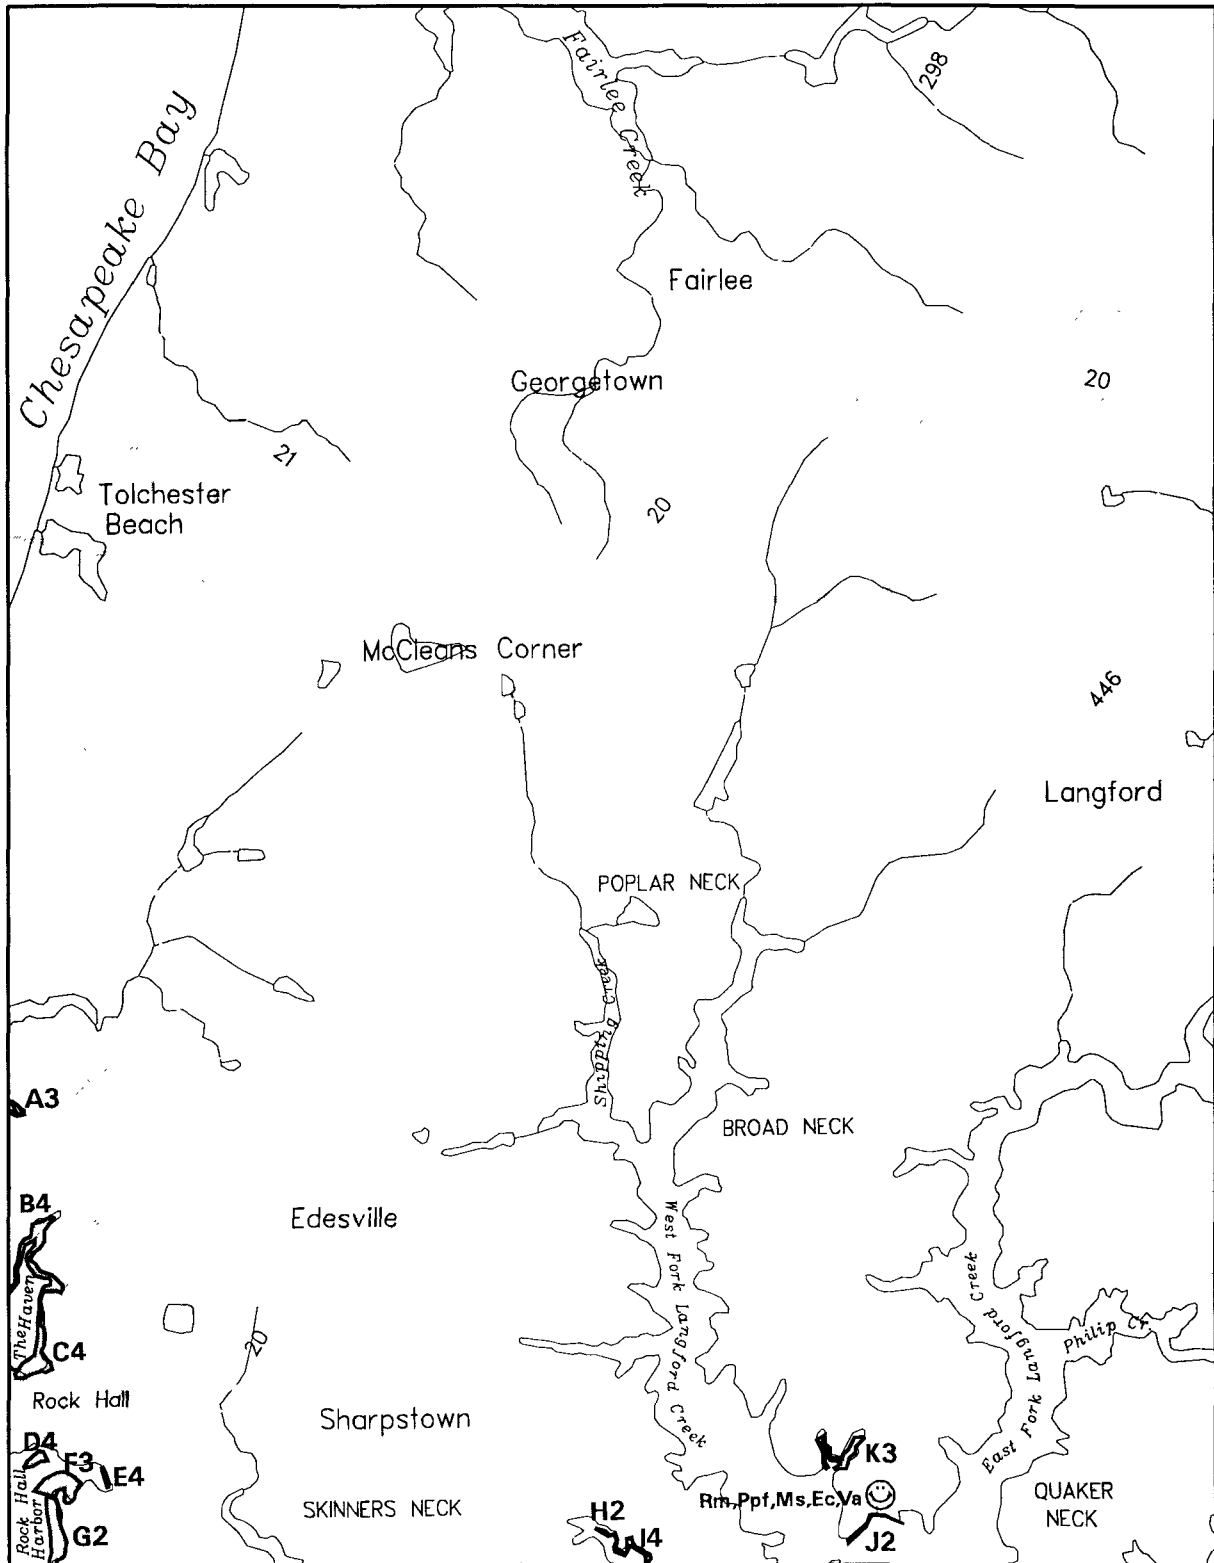 Fairlee Creek
298
Chesapeake Bay
Fairlee
Georgetown
20
21
Tolchester
Beach
20
McCleans Corner
446
Langford
POPLAR NECK
Shipping Creek
A3
BROAD NECK
B4
Edesville
West Fork Langford Creek
The Haven
East Fork Langford Creek
Philip Cr.
20
C4
Rock Hall
Sharpstown
D4
F3
E4
K3
Rock Hall
Harbor
Rm,Ppf,Ms,Ec,Va
QUAKER
NECK
SKINNERS NECK
H2
G2
I4
J2